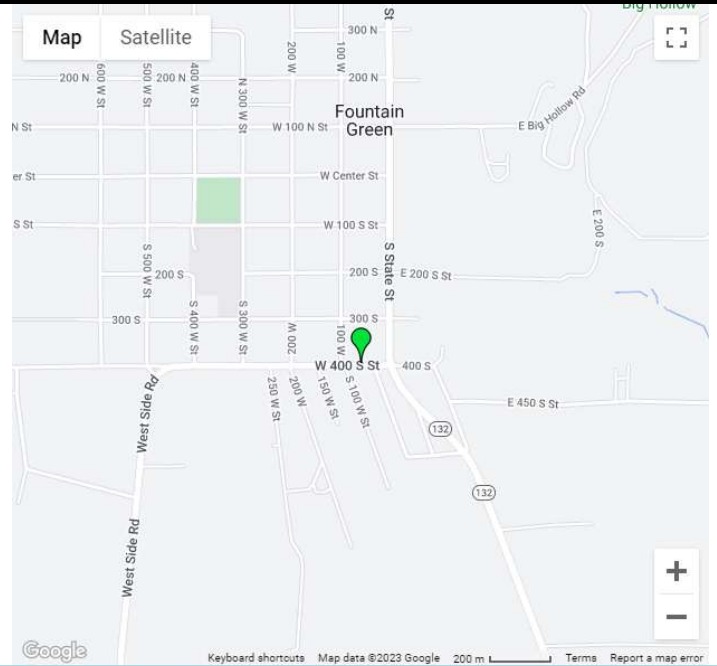 Big Hollow
Map Satellite
St
300 N
200 W
100 W
600 W St
200 N
500 W St
200 N
400 W St
N 300 W St
200 N
Fountain
Green
E Big Hollow Rd
N St
W 100 N St
er St
W Center St
S St
W 100 S St
E 200 S
S 500 W St
200 S
200 S
E 200 S St
S State St
300 S
S 400 W St
S 300 W St
200 W
100 W
300 S
W 400 S St
400 S
West Side Rd
250 W St
200 W
150 W St
S 100 W St
E 450 S St
132
132
West Side Rd
Google
Keyboard shortcuts Map data ©2023 Google 200 m Terms Report a map error